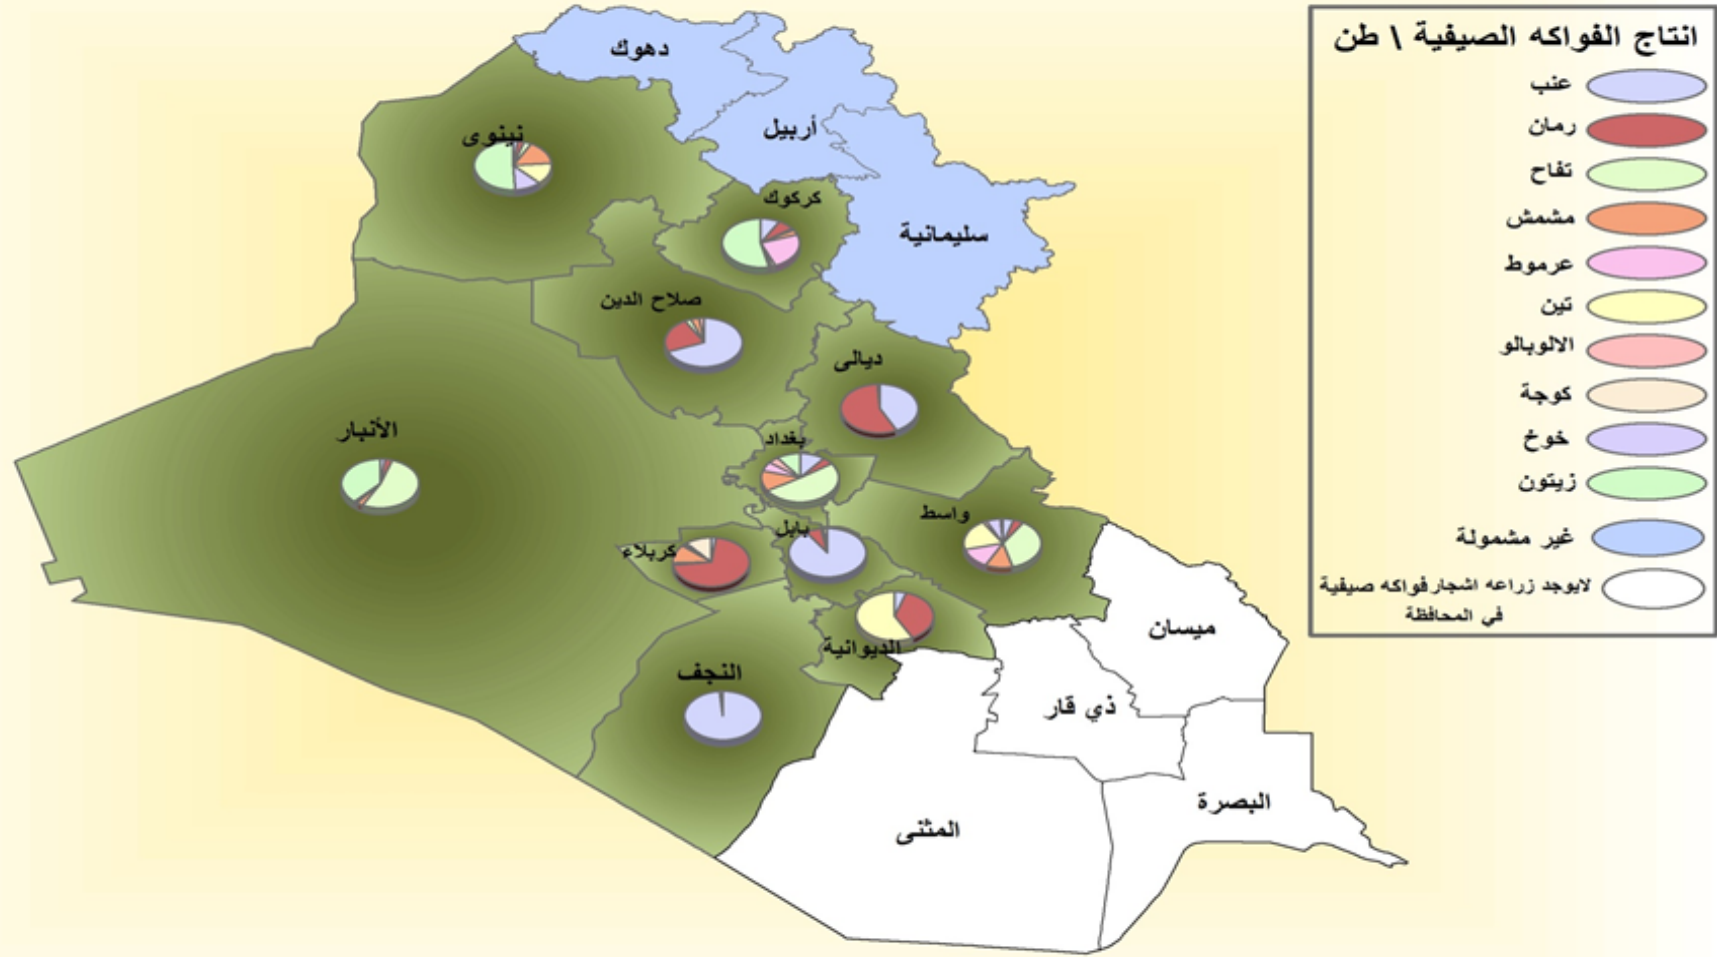 انتاج الفواكه الصيفية \ طن
عنب
رمان
تفاح
مشمش
عرموط
تين
الالوبالو
كوجة
خوخ
زيتون
غير مشمولة
لايوجد زراعه اشجار فواكه صيفية
في المحافظة
دهوك
أربيل
نينوى
كركوك
سليمانية
صلاح الدين
ديالى
الأنبار
بغداد
واسط
بابل
كربلاء
الديوانية
ميسان
النجف
ذي قار
البصرة
المثنى